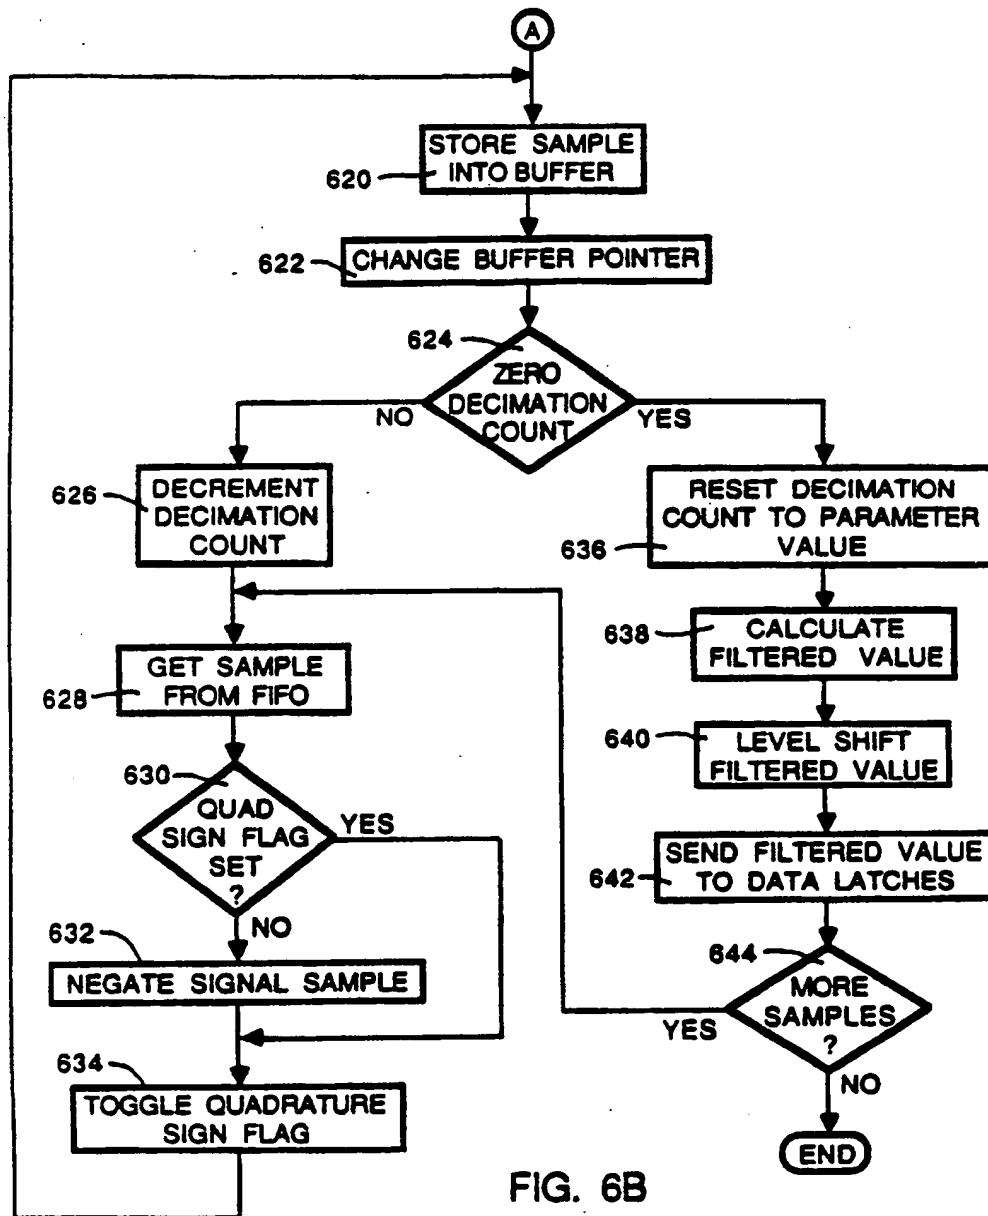 A
STORE SAMPLE
INTO BUFFER
620
CHANGE BUFFER POINTER
622
624
ZERO
DECIMATION
COUNT
NO
YES
626
DECREMENT
DECIMATION
COUNT
628
GET SAMPLE
FROM FIFO
630
QUAD
SIGN FLAG
SET
?
YES
NO
632
NEGATE SIGNAL SAMPLE
634
TOGGLE QUADRATURE
SIGN FLAG
RESET DECIMATION
COUNT TO PARAMETER
VALUE
636
638
CALCULATE
FILTERED VALUE
640
LEVEL SHIFT
FILTERED VALUE
SEND FILTERED VALUE
TO DATA LATCHES
642
644
MORE
SAMPLES
?
YES
NO
END
FIG. 6B